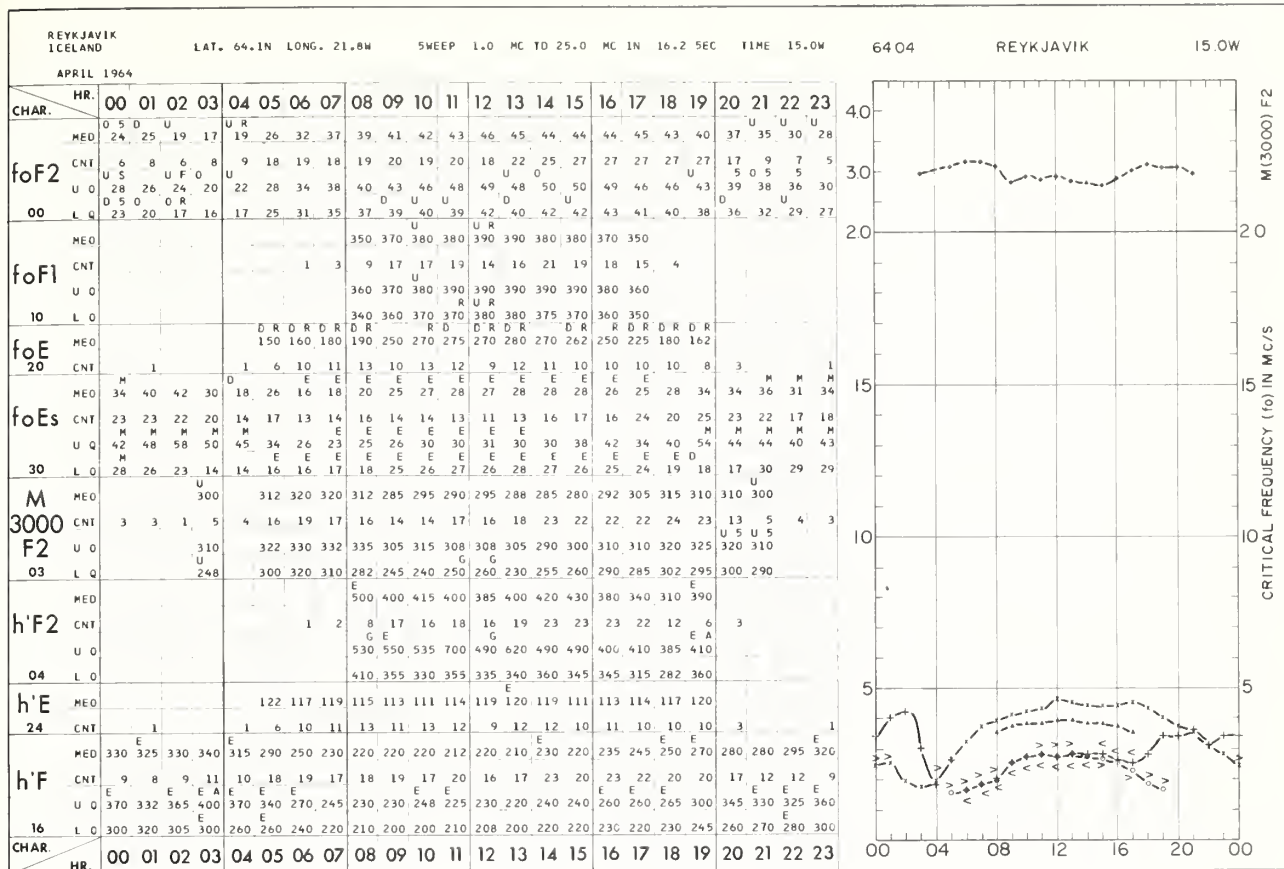 REYKJAVIK
ICELAND LAT. 64.1N LONG. 21.8W SWEEP 1.0 MC TO 25.0 MC IN 16.2 SEC TIME 15.0W
APRIL 1964
HR. 00 01 02 03 04 05 06 07 08 09 10 11 12 13 14 15 16 17 18 19 20 21 22 23
CHAR.
D S D U U R U U U
MED 24 25 19 17 19 26 32 37 39 41 42 43 46 45 44 44 44 45 43 40 37 35 30 28
foF2 CNT 6 8 6 8 9 18 19 18 19 20 19 20 18 22 25 27 27 27 27 27 17 9 7 5
U S U F O U U O U S O S S
U Q 28 26 24 20 22 28 34 38 40 43 46 48 49 48 50 50 49 46 46 43 39 38 36 30
D S O O R D U U D U D U
00 L Q 23 20 17 16 17 25 31 35 37 39 40 39 42 40 42 42 43 41 40 38 36 32 29 27
U U R
MED 350 370 380 380 390 390 380 380 370 350
foF1 CNT 1 3 9 17 17 19 14 16 21 19 18 15 4
U
U Q 360 370 380 390 390 390 390 390 380 360
R U R
10 L Q 340 360 370 370 380 380 375 370 360 350
D R D R D R D R R D D R D R D R R D R D R D R
foE MED 150 160 180 190 250 270 275 270 280 270 262 250 225 180 162
20 CNT 1 1 6 10 11 13 10 13 12 9 12 11 10 10 10 10 8 3 1
M D E E E E E E E E E E E E M M M
MED 34 40 42 30 18 26 16 18 20 25 27 28 27 28 28 28 26 25 28 34 34 36 31 34
foEs CNT 23 23 22 20 14 17 13 14 16 14 14 13 11 13 16 17 16 24 20 25 23 22 17 18
M M M M M E E E E E E E M M M M M
U Q 42 48 58 50 45 34 26 23 25 26 30 30 31 30 30 38 42 34 40 54 44 44 40 43
M E E E E E E E E E E E E E E D
30 L Q 28 26 23 14 14 16 16 17 18 25 26 27 26 28 27 26 25 24 19 18 17 30 29 29
U U
M MED 300 312 320 320 312 285 295 290 295 288 285 280 292 305 315 310 310 300
3000 CNT 3 3 1 5 4 16 19 17 16 14 14 17 16 18 23 22 22 22 24 23 13 5 4 3
U S U S
F2 U Q 310 322 330 332 335 305 315 308 308 305 290 300 310 310 320 325 320 310
U G G
03 L Q 248 300 320 310 282 245 240 250 260 230 255 260 290 285 302 295 300 290
E E
MED 500 400 415 400 385 400 420 430 380 340 310 390
h'F2 CNT 1 2 8 17 16 18 16 19 23 23 23 22 12 6 3
G E G E A
U Q 530 550 535 700 490 620 490 490 400 410 385 410
04 L Q 410 355 330 355 335 340 360 345 345 315 282 360
E
h'E MED 122 117 119 115 113 111 114 119 120 119 111 113 114 117 120
24 CNT 1 1 6 10 11 13 11 13 12 9 12 12 10 11 10 10 10 3 1
E E E E E E
MED 330 325 330 340 315 290 250 230 220 220 220 212 220 210 230 220 235 245 250 270 280 280 295 320
h'F CNT 9 8 9 11 10 18 19 17 18 19 17 20 16 17 23 20 23 22 20 20 17 12 12 9
E E E A E E E E E E E E E
U Q 370 332 365 400 370 340 270 245 230 230 248 225 230 220 240 240 260 260 265 300 345 330 325 360
E E E
16 L Q 300 320 305 300 260 260 240 220 210 200 200 210 208 200 220 220 230 220 230 245 260 270 280 300
CHAR.
HR. 00 01 02 03 04 05 06 07 08 09 10 11 12 13 14 15 16 17 18 19 20 21 22 23
6404 REYKJAVIK 15.0W
4.0
3.0
2.0 2.0
15 15
10 10
5 5
0
00 04 08 12 16 20 00
M(3000) F2
CRITICAL FREQUENCY (fo) IN MC/S